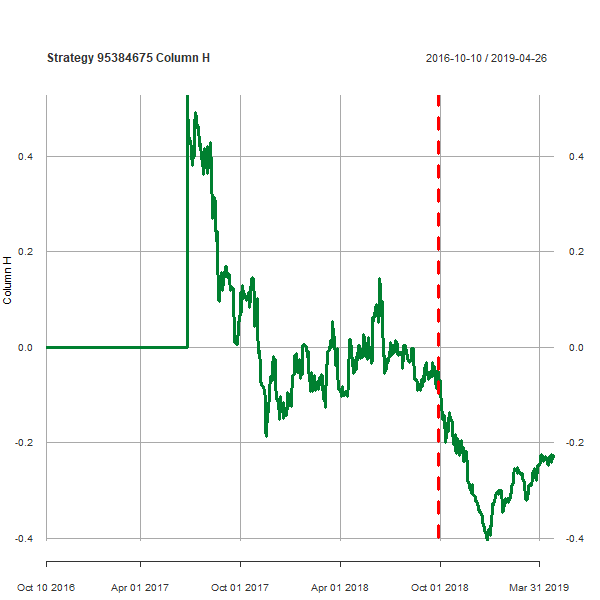 Strategy 95384675 Column H
2016-10-10 / 2019-04-26
0.4
0.4
0.2
0.2
Column H
0.0
0.0
-0.2
-0.2
-0.4
-0.4
Oct 10 2016
Apr 01 2017
Oct 01 2017
Apr 01 2018
Oct 01 2018
Mar 31 2019